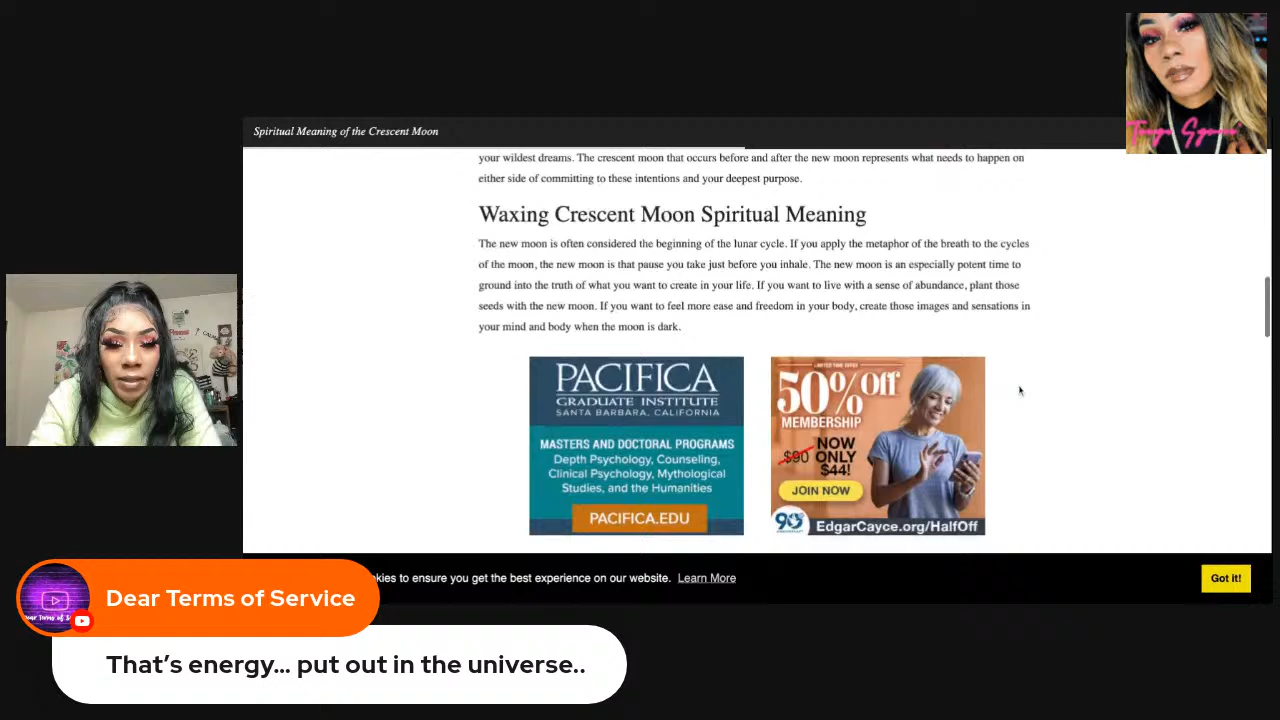 Spiritual Meaning of the Crescent Moon
your wildest dreams. The crescent moon that occurs before and after the new moon represents what needs to happen on
either side of committing to these intentions and your deepest purpose.
Waxing Crescent Moon Spiritual Meaning
The new moon is often considered the beginning of the lunar cycle. If you apply the metaphor of the breath to the cycles
of the moon, the new moon is that pause you take just before you inhale. The new moon is an especially potent time to
ground into the truth of what you want to create in your life. If you want to live with a sense of abundance, plant those
seeds with the new moon. If you want to feel more ease and freedom in your body, create those images and sensations in
your mind and body when the moon is dark.
PACIFICA
GRADUATE INSTITUTE
SANTA BARBARA, CALIFORNIA
MASTERS AND DOCTORAL PROGRAMS
Depth Psychology, Counseling,
Clinical Psychology, Mythological
Studies, and the Humanities
PACIFICA.EDU
LIMITED TIME OFFER
50% Off
MEMBERSHIP
$90 NOW
ONLY
$44!
JOIN NOW
90
EdgarCayce.org/HalfOff
kies to ensure you get the best experience on our website. Learn More
Got it!
Dear Terms of Service
That’s energy... put out in the universe..